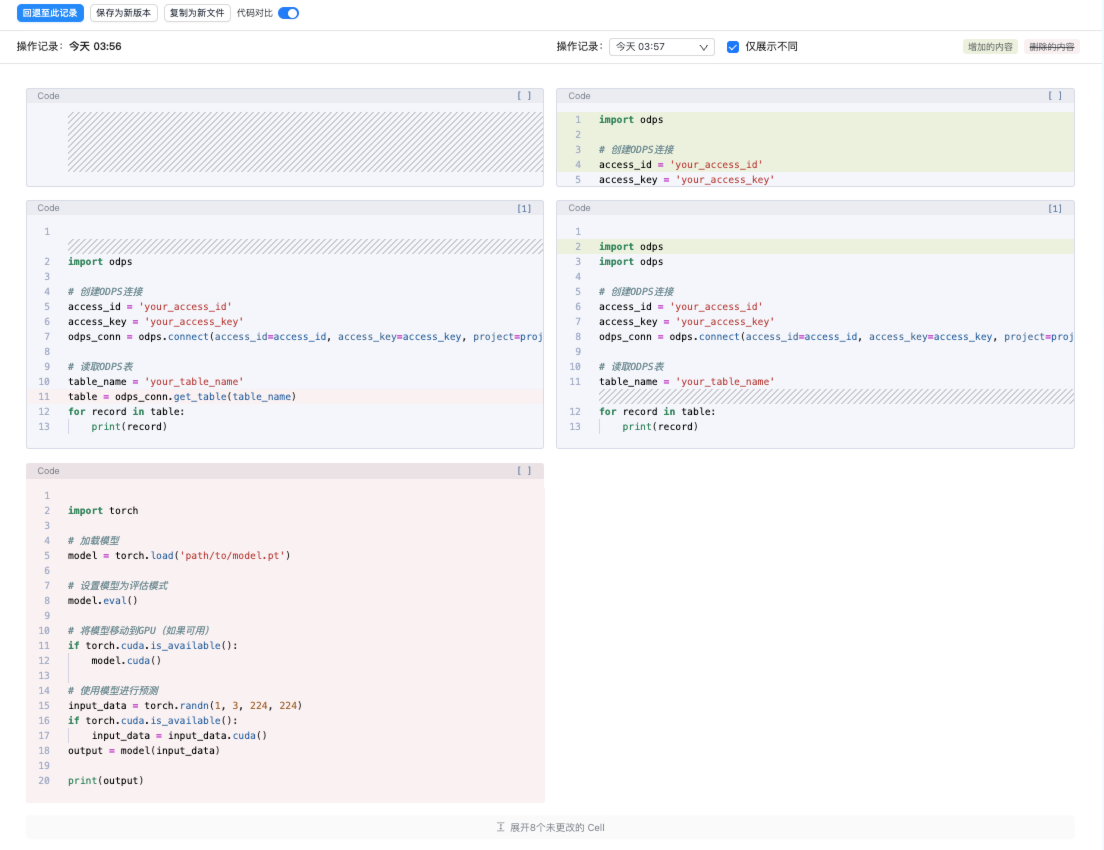 回退至此记录 保存为新版本 复制为新文件 代码对比
操作记录：今天 03:56
操作记录： 今天 03:57 仅展示不同 增加的内容 删除的内容
Code [ ]
Code [ ]
1 import odps
2
3 # 创建ODPS连接
4 access_id = 'your_access_id'
5 access_key = 'your_access_key'
Code [1]
1
2 import odps
3
4 # 创建ODPS连接
5 access_id = 'your_access_id'
6 access_key = 'your_access_key'
7 odps_conn = odps.connect(access_id=access_id, access_key=access_key, project=proj
8
9 # 读取ODPS表
10 table_name = 'your_table_name'
11 table = odps_conn.get_table(table_name)
12 for record in table:
13 print(record)
Code [1]
1
2 import odps
3 import odps
4
5 # 创建ODPS连接
6 access_id = 'your_access_id'
7 access_key = 'your_access_key'
8 odps_conn = odps.connect(access_id=access_id, access_key=access_key, project=proj
9
10 # 读取ODPS表
11 table_name = 'your_table_name'
12 for record in table:
13 print(record)
Code [ ]
1
2 import torch
3
4 # 加载模型
5 model = torch.load('path/to/model.pt')
6
7 # 设置模型为评估模式
8 model.eval()
9
10 # 将模型移动到GPU（如果可用）
11 if torch.cuda.is_available():
12 model.cuda()
13
14 # 使用模型进行预测
15 input_data = torch.randn(1, 3, 224, 224)
16 if torch.cuda.is_available():
17 input_data = input_data.cuda()
18 output = model(input_data)
19
20 print(output)
展开8个未更改的 Cell